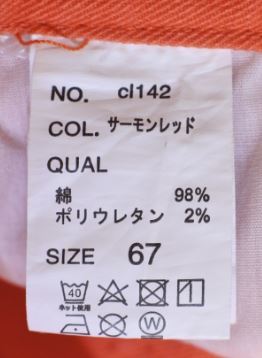 NO. cl142
COL. サーモンレッド
QUAL
綿 98%
ポリウレタン 2%
SIZE 67
40
ネット使用
W